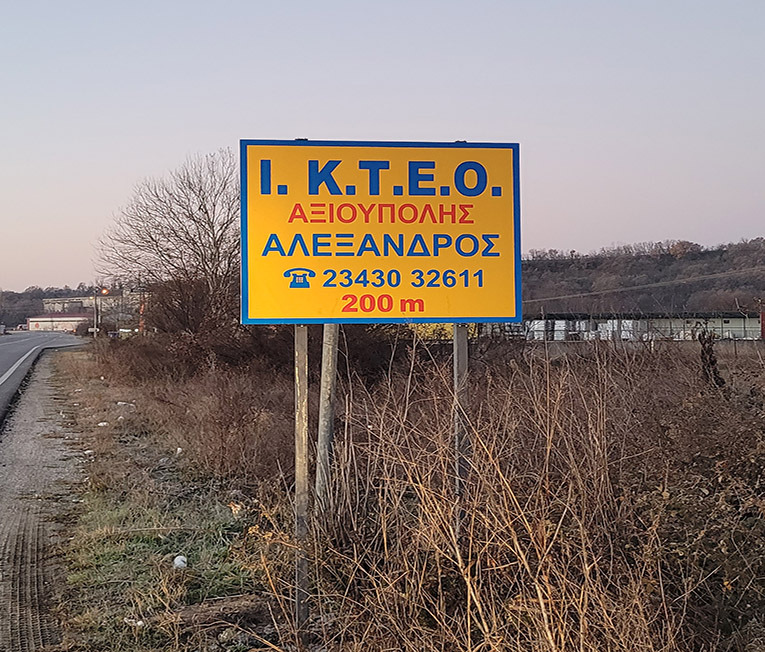 Ι. Κ.Τ.Ε.Ο.
ΑΞΙΟΥΠΟΛΗΣ
ΑΛΕΞΑΝΔΡΟΣ
☎ 23430 32611
200 m